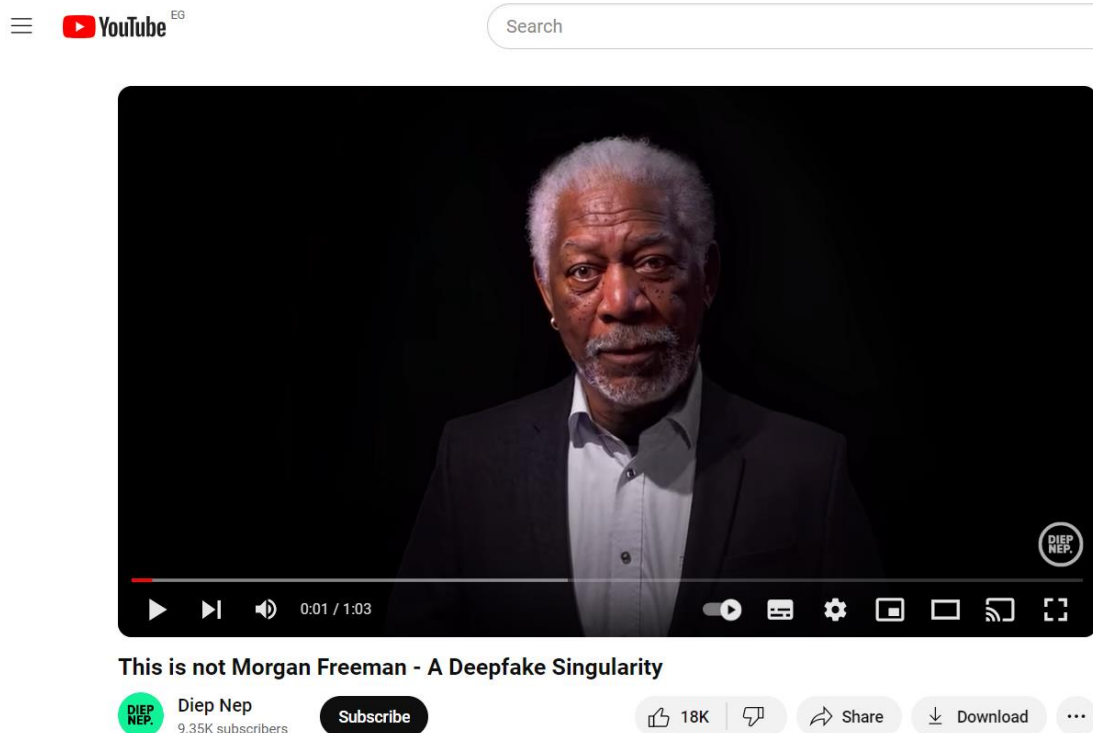 YouTube EG
Search
DIEP
NEP.
0:01 / 1:03
This is not Morgan Freeman - A Deepfake Singularity
DIEP
NEP.
Diep Nep
9.35K subscribers
Subscribe
18K
Share
Download